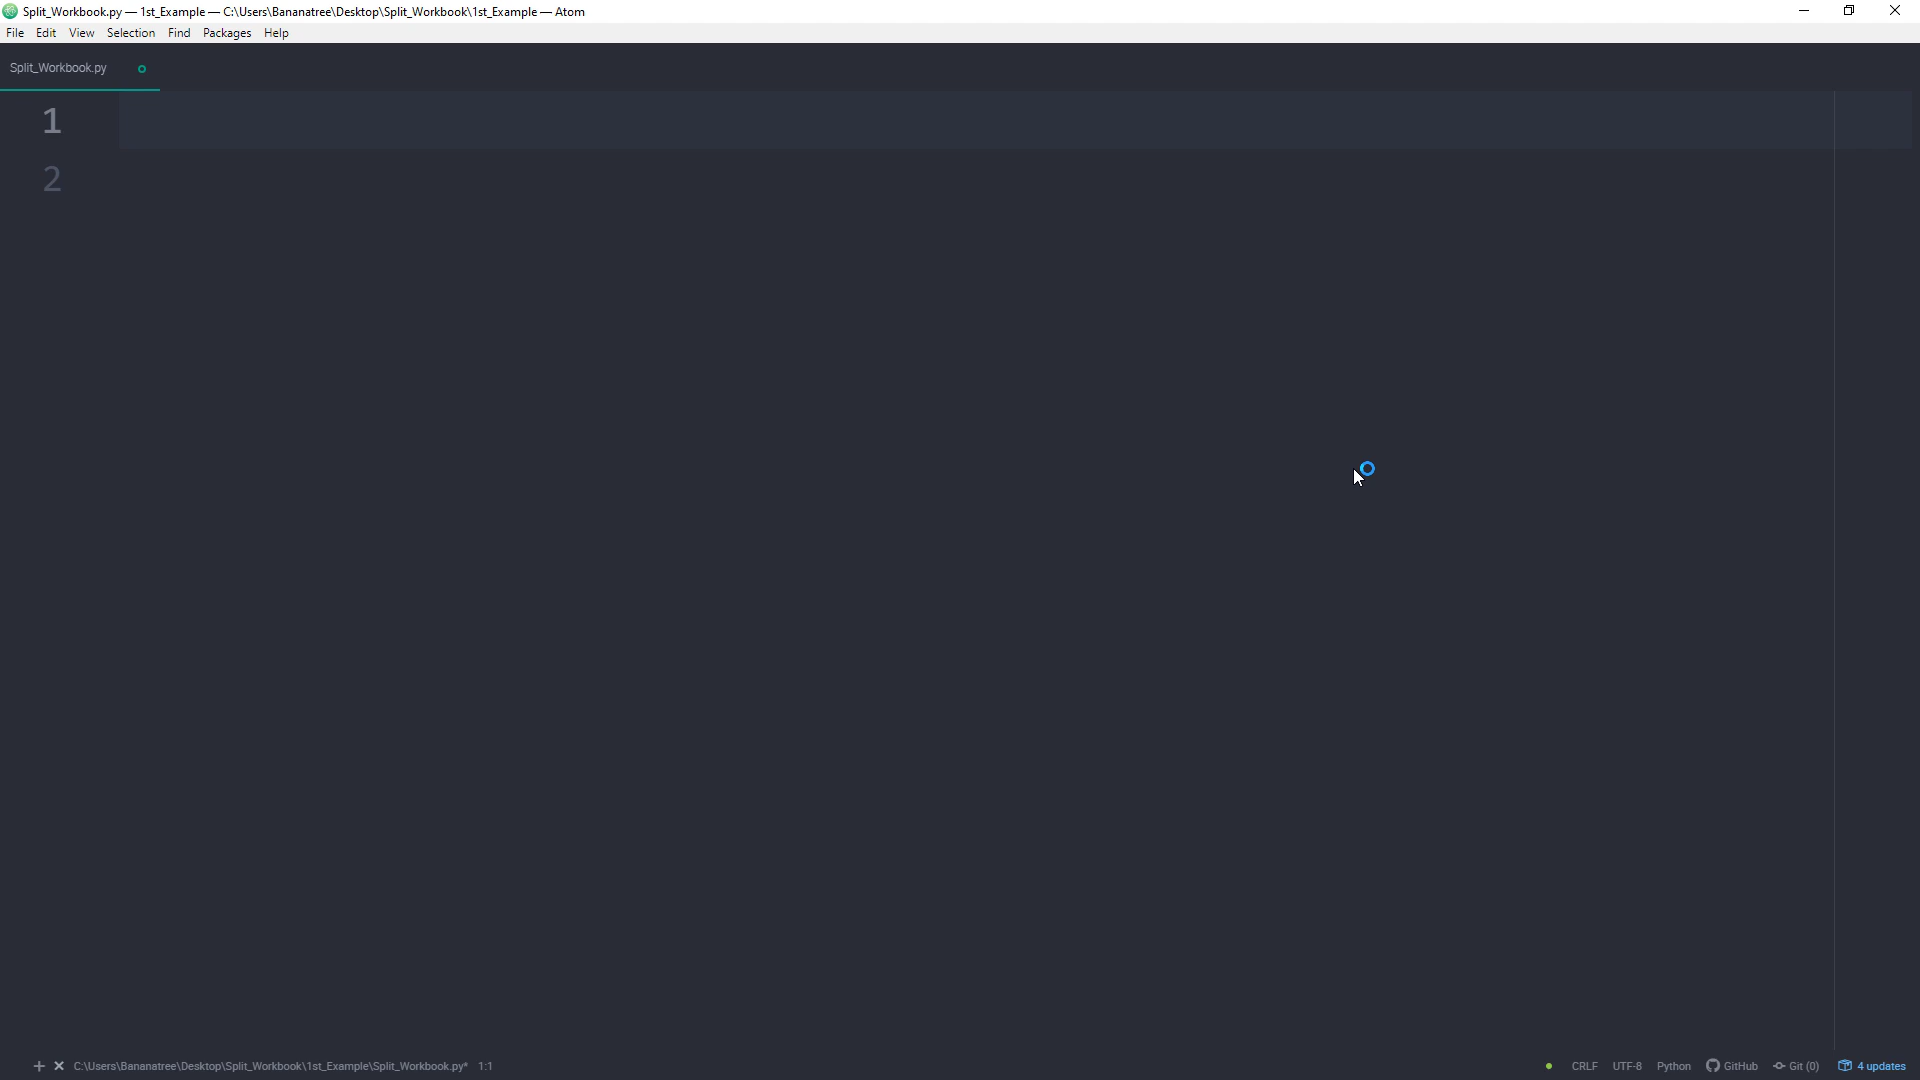 Split_Workbook.py — 1st_Example — C:\Users\Bananatree\Desktop\Split_Workbook\1st_Example — Atom
File Edit View Selection Find Packages Help
Split_Workbook.py
1
2
C:\Users\Bananatree\Desktop\Split_Workbook\1st_Example\Split_Workbook.py* 1:1 CRLF UTF-8 Python GitHub Git (0) 4 updates